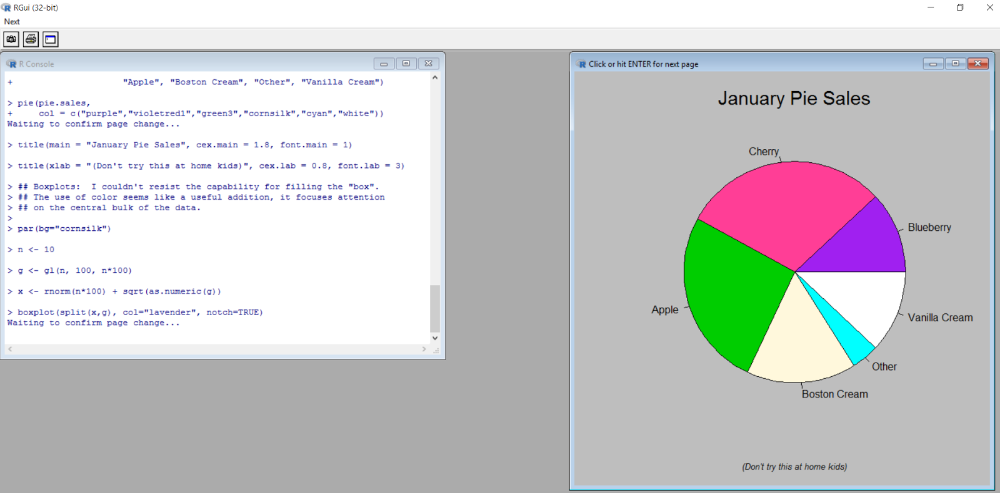 RGui (32-bit)
Next
R Console
+                      "Apple", "Boston Cream", "Other", "Vanilla Cream")
> pie(pie.sales,
+     col = c("purple","violetred1","green3","cornsilk","cyan","white"))
Waiting to confirm page change...
> title(main = "January Pie Sales", cex.main = 1.8, font.main = 1)
> title(xlab = "(Don't try this at home kids)", cex.lab = 0.8, font.lab = 3)
> ## Boxplots:  I couldn't resist the capability for filling the "box".
> ## The use of color seems like a useful addition, it focuses attention
> ## on the central bulk of the data.
>
> par(bg="cornsilk")
> n <- 10
> g <- gl(n, 100, n*100)
> x <- rnorm(n*100) + sqrt(as.numeric(g))
> boxplot(split(x,g), col="lavender", notch=TRUE)
Waiting to confirm page change...
Click or hit ENTER for next page
January Pie Sales
Cherry
Blueberry
Apple
Vanilla Cream
Other
Boston Cream
(Don't try this at home kids)